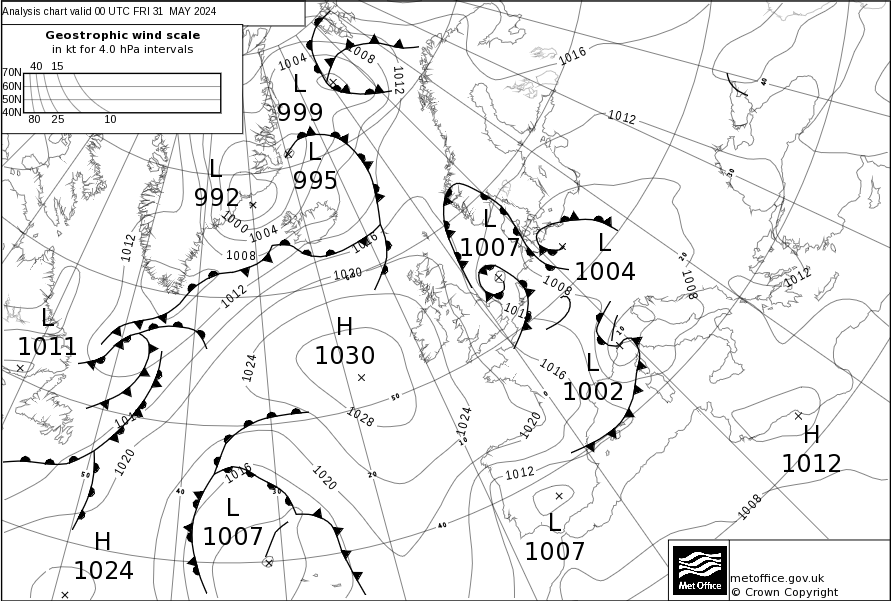 Analysis chart valid 00 UTC FRI 31 MAY 2024
Geostrophic wind scale
in kt for 4.0 hPa intervals
40 15
70N
60N
50N
40N
80 25 10
1004
1008
1012
1016
L
999
1012
L
995
L
992
1000
1004
1008
1012
1016
1020
1012
L
1007
L
1004
1008
1008
1012
L
1011
H
1030
1024
1028
1016
L
1002
1020
1024
1020
1016
1020
1012
H
1012
L
1007
L
1007
1008
H
1024
50
40
20
10
0
50
40
40
30
20
10
Met Office
metoffice.gov.uk
© Crown Copyright